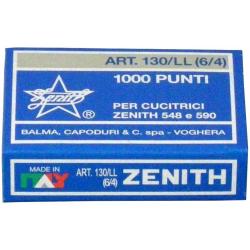 ART. 130/LL (6/4)
1000 PUNTI
Zenith
®
PER CUCITRICI
ZENITH 548 e 590
BALMA, CAPODURI & C. spa - VOGHERA
MADE IN
ITALY
ART. 130/LL
(6/4)
ZENITH